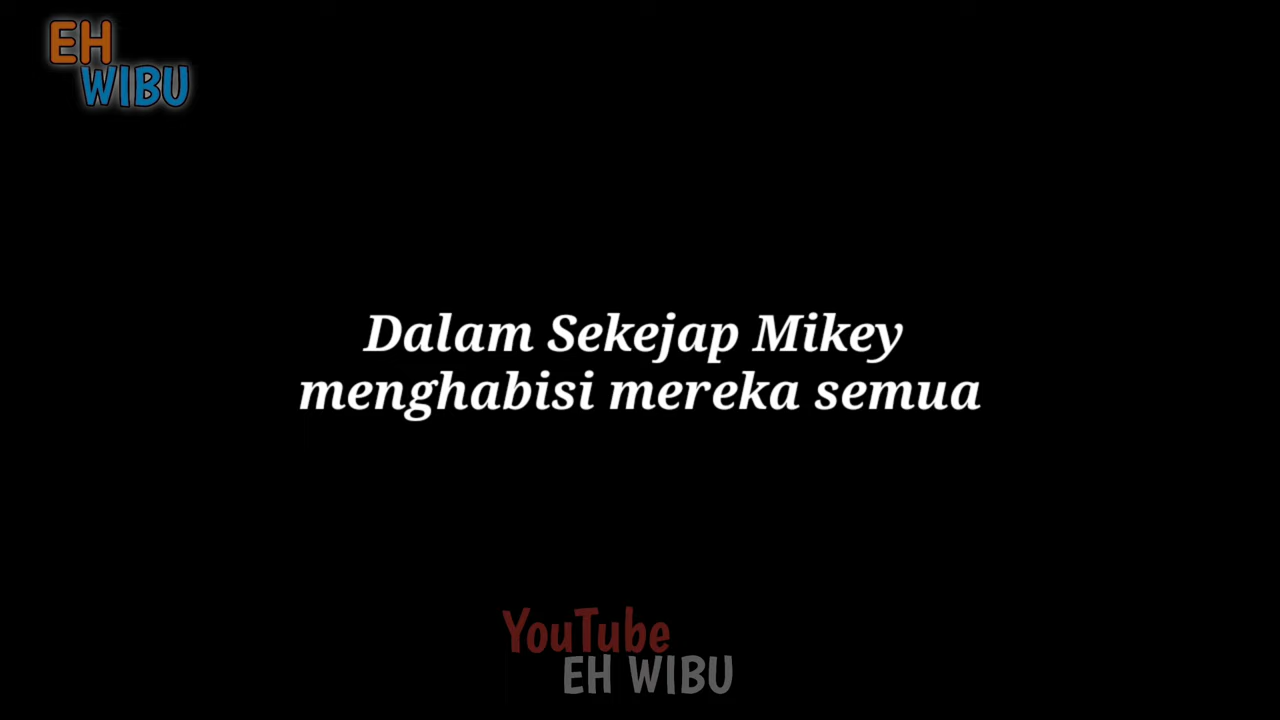 EH
WIBU
Dalam Sekejap Mikey
menghabisi mereka semua
YouTube
EH WIBU